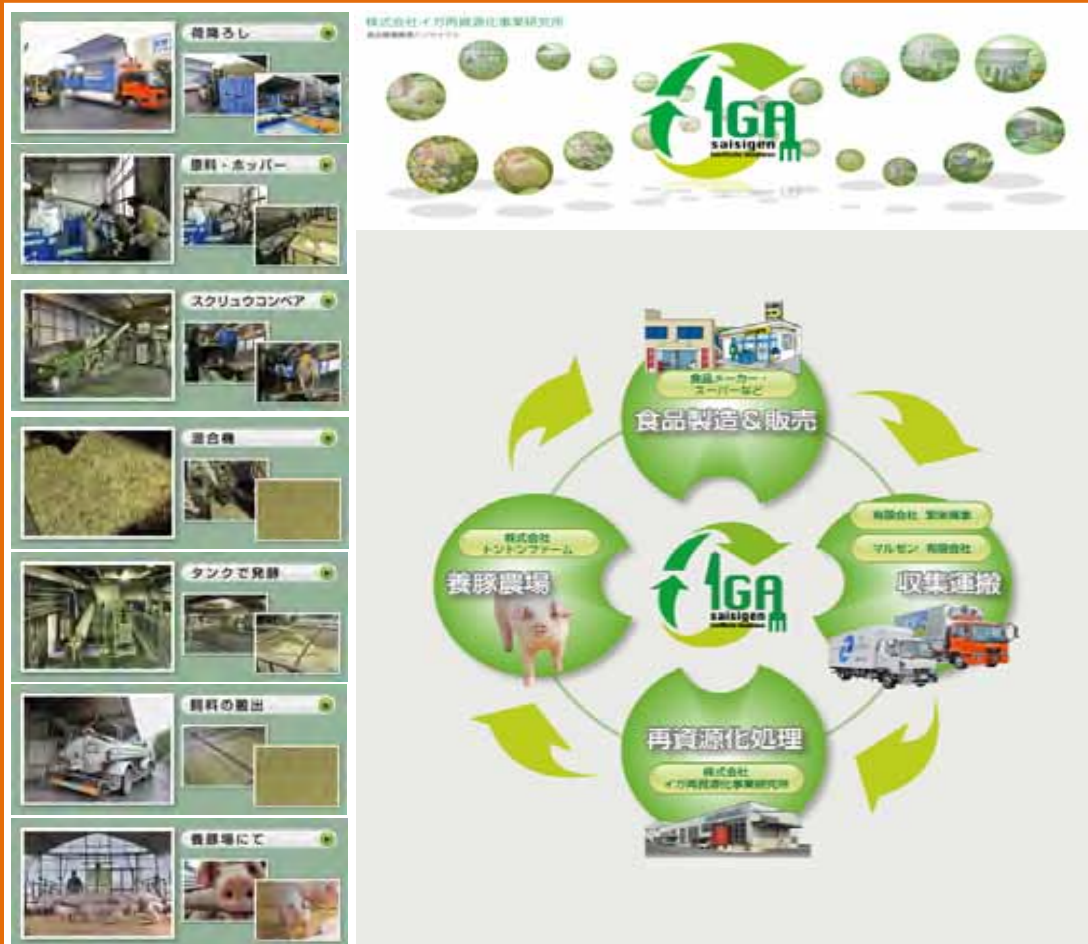 荷降ろし
原料・ホッパー
スクリュウコンベア
混合機
タンクで発酵
飼料の搬出
養豚場にて
株式会社イガ再資源化事業研究所
IGA
saisigen
食品メーカー・
スーパーなど
食品製造&販売
マルゼン 有限会社
収集運搬
再資源化処理
株式会社
イガ再資源化事業研究所
株式会社
トントンファーム
養豚農場
IGA
saisigen